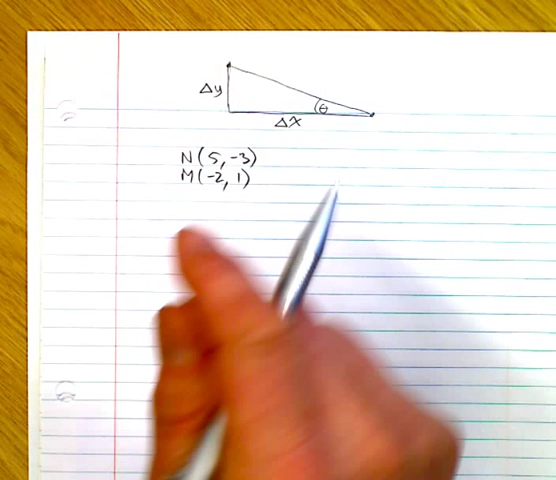 Δy
θ
Δx
N(5,-3)
M(-2, 1)